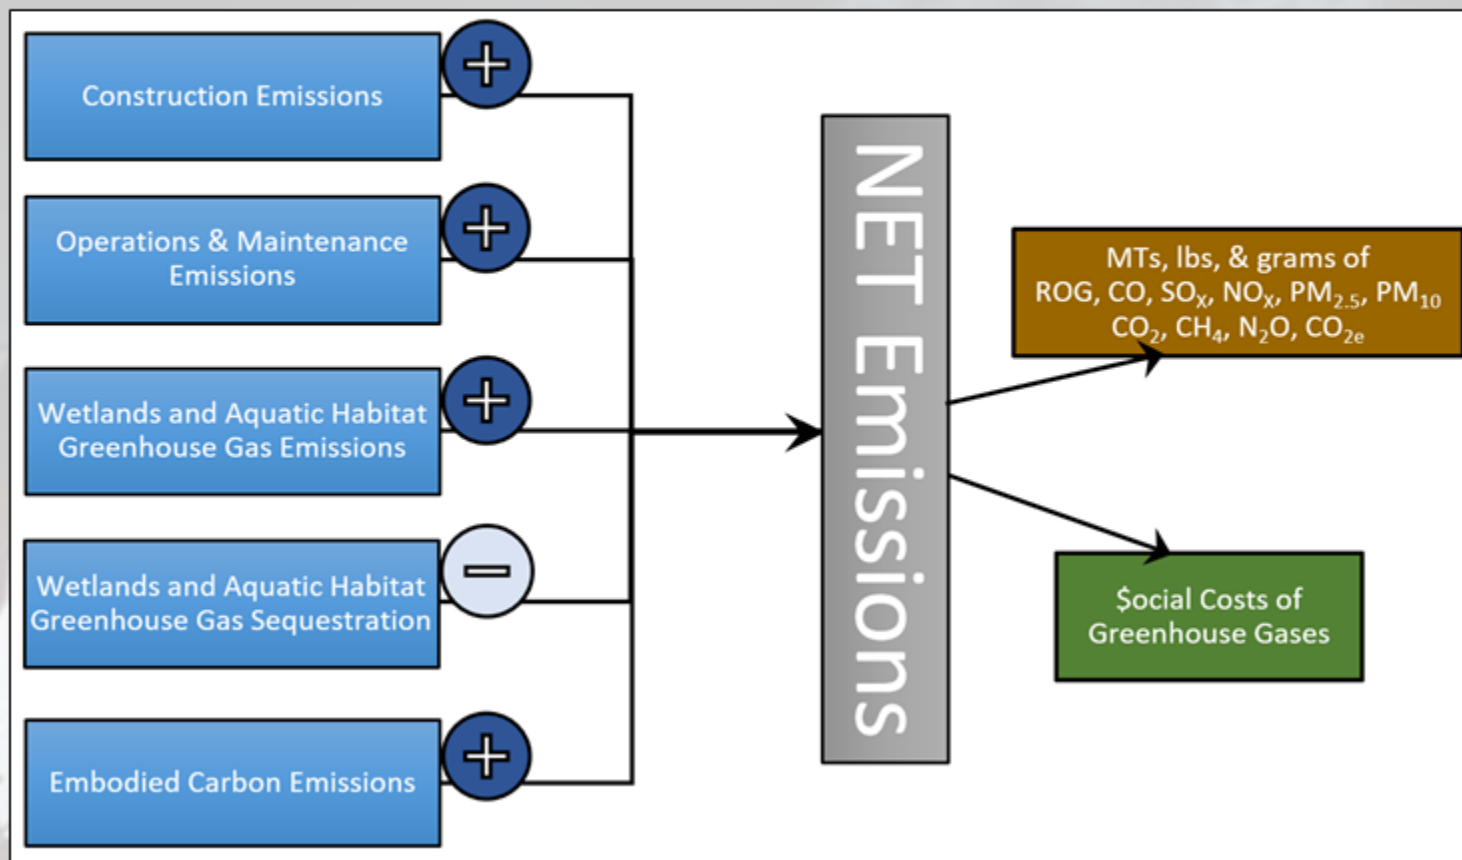 Construction Emissions
Operations & Maintenance
Emissions
Wetlands and Aquatic Habitat
Greenhouse Gas Emissions
Wetlands and Aquatic Habitat
Greenhouse Gas Sequestration
Embodied Carbon Emissions
NET Emissions
MTs, lbs, & grams of
ROG, CO, SOₓ, NOₓ, PM₂.₅, PM₁₀
CO₂, CH₄, N₂O, CO₂ₑ
$ocial Costs of
Greenhouse Gases